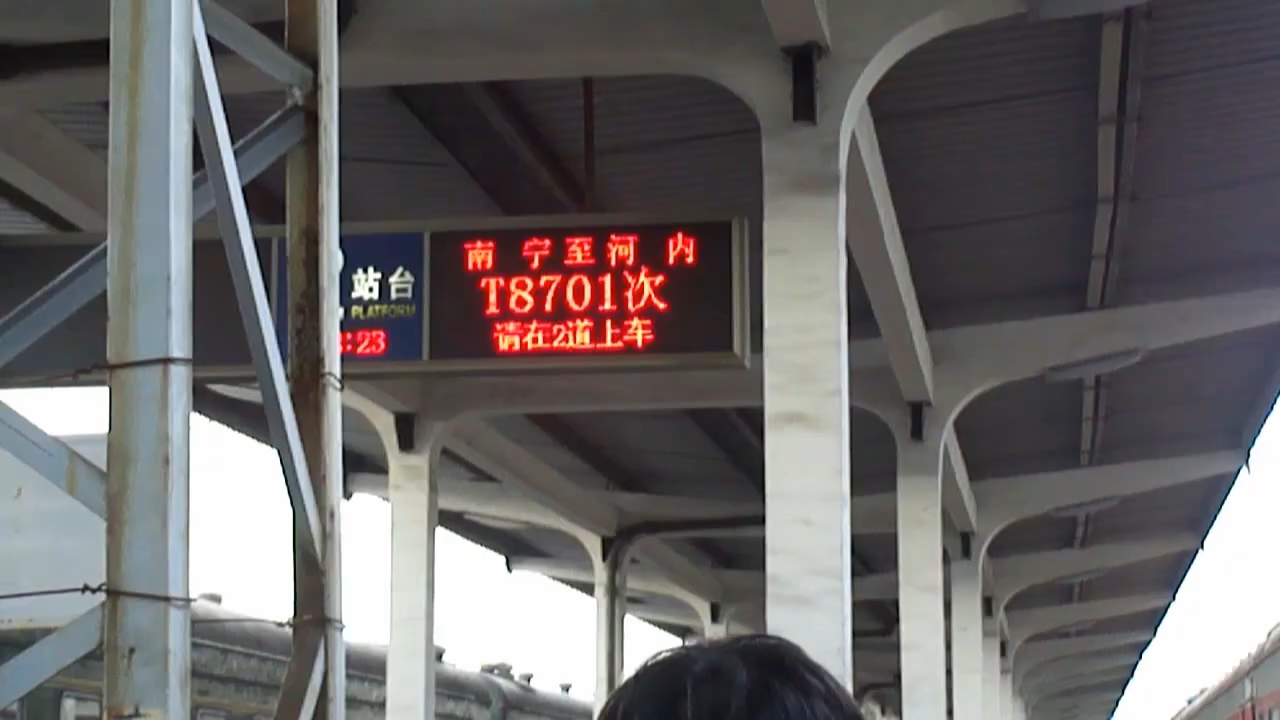 站台
PLATFORM
:23
南 宁 至 河 内
T8701次
请在2道上车